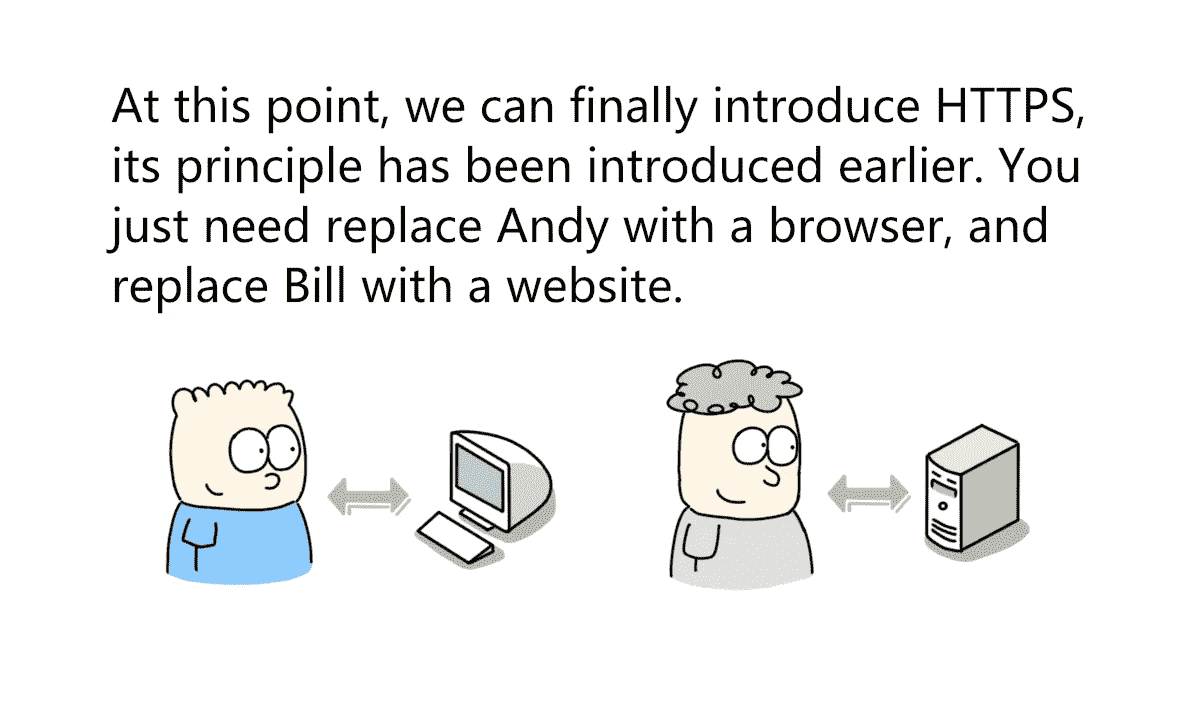 At this point, we can finally introduce HTTPS,
its principle has been introduced earlier. You
just need replace Andy with a browser, and
replace Bill with a website.